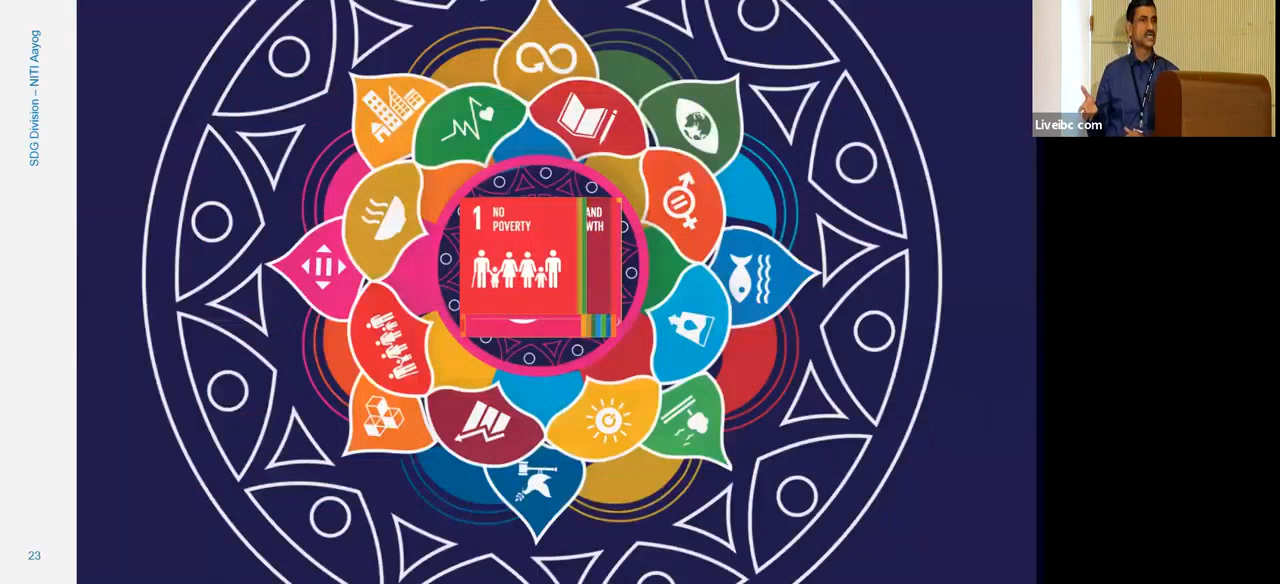 SDG Division – NITI Aayog
1 NO
POVERTY
AND
WTH
Liveibc com
23